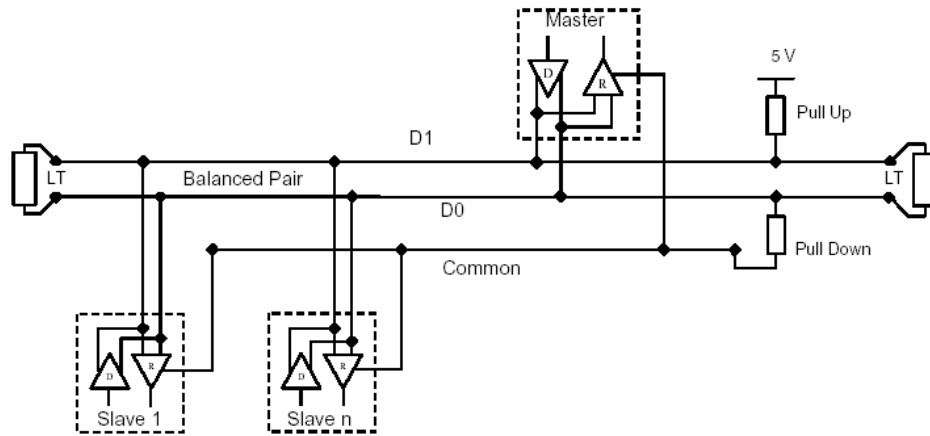 Master
D
R
5 V
Pull Up
D1
LT
Balanced Pair
LT
D0
Pull Down
Common
D
R
D
R
Slave 1
Slave n